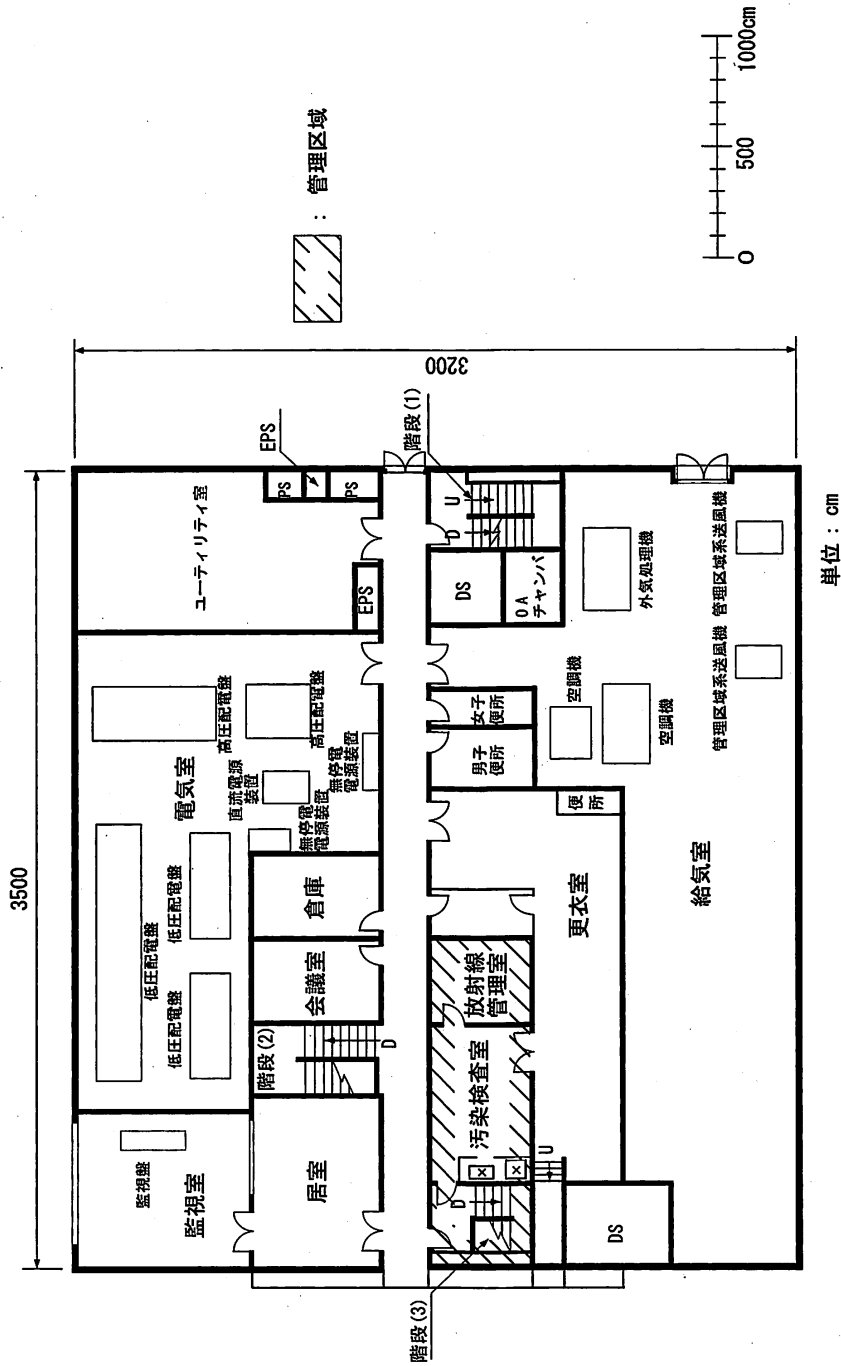 3500
3200
監視盤
監視室
低圧配電盤
低圧配電盤
低圧配電盤
電気室
直流電源
装置
無停電
電源装置
無停電
電源装置
高圧配電盤
高圧配電盤
ユーティリティ室
EPS
PS
PS
EPS
居室
階段(2)
D
会議室
倉庫
階段(3)
D
汚染検査室
放射線
管理室
U
更衣室
便所
男子
便所
女子
便所
DS
OA
チャンバ
D
U
階段(1)
DS
給気室
空調機
空調機
外気処理機
管理区域系送風機
管理区域系送風機
: 管理区域
0
500
1000cm
単位 : cm